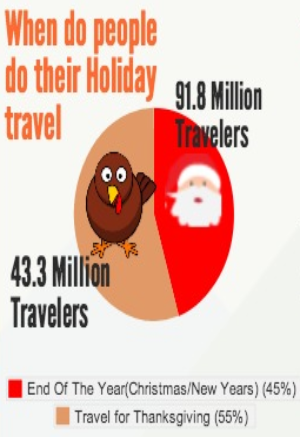 When do people
do their Holiday
travel
91.8 Million
Travelers
43.3 Million
Travelers
End Of The Year(Christmas/New Years) (45%)
Travel for Thanksgiving (55%)